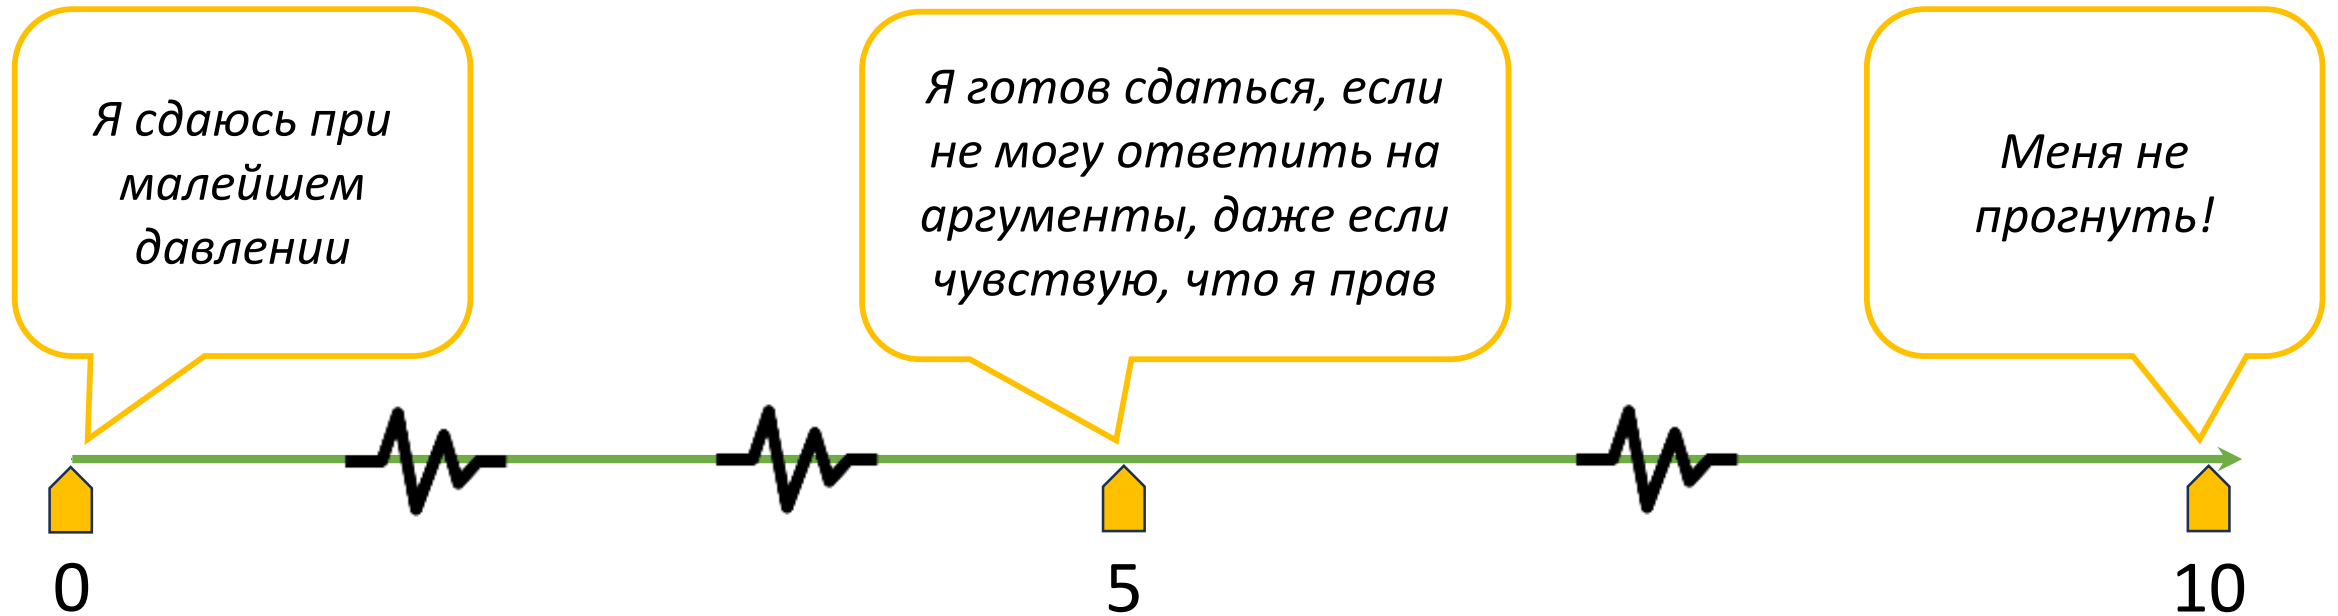 Я сдаюсь при
малейшем
давлении
Я готов сдаться, если
не могу ответить на
аргументы, даже если
чувствую, что я прав
Меня не
прогнуть!
0
5
10